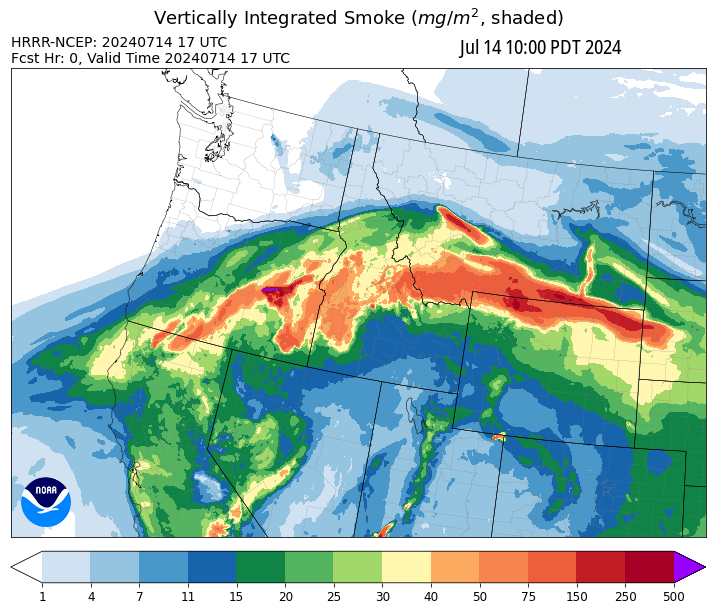 Vertically Integrated Smoke (mg/m², shaded)
HRRR-NCEP: 20240714 17 UTC
Fcst Hr: 0, Valid Time 20240714 17 UTC
Jul 14 10:00 PDT 2024
NOAA
1 4 7 11 15 20 25 30 40 50 75 150 250 500